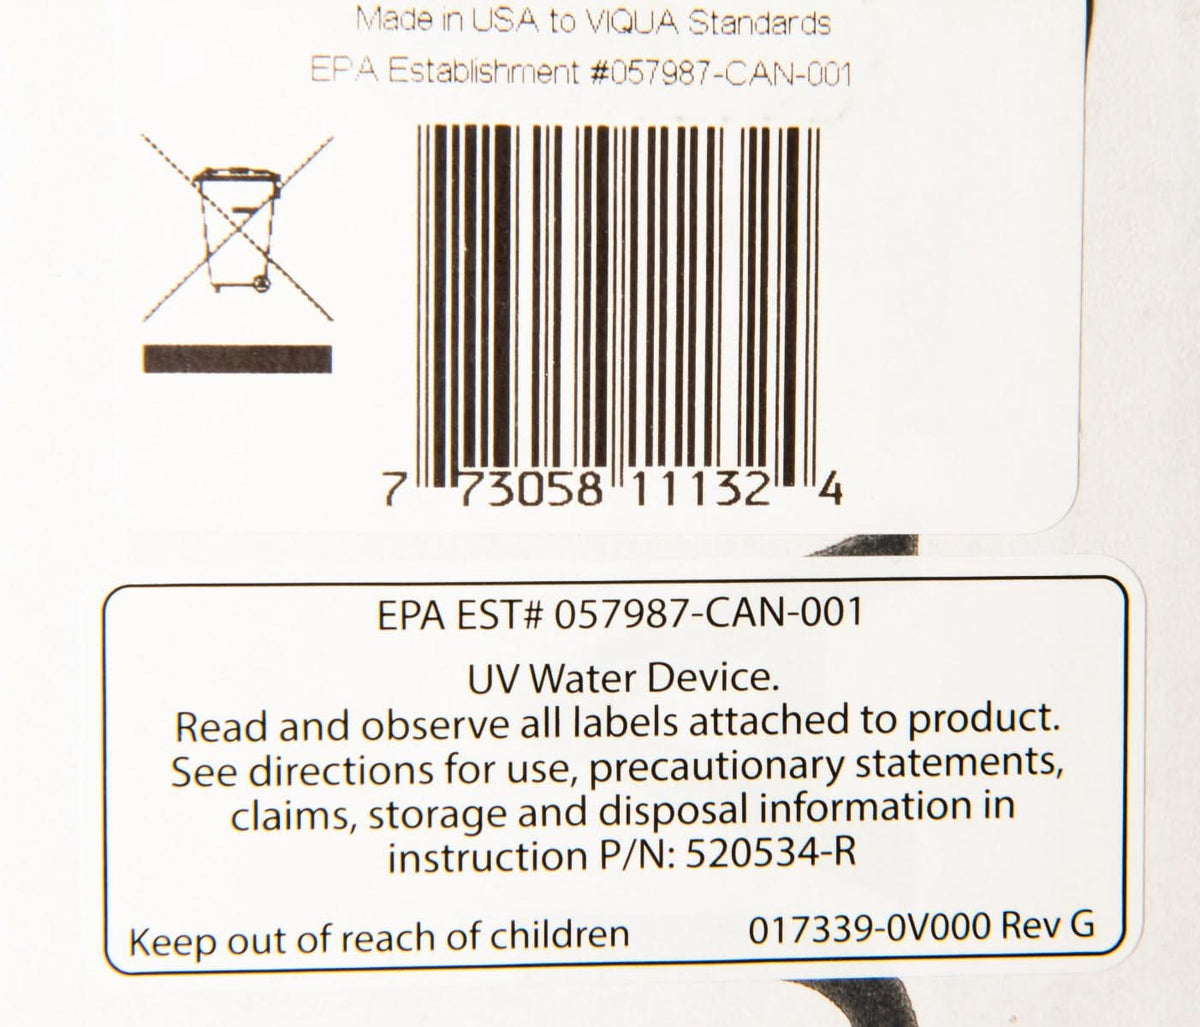 Made in USA to VIQUA Standards
EPA Establishment #057987-CAN-001
7 73058 11132 4
EPA EST# 057987-CAN-001
UV Water Device.
Read and observe all labels attached to product.
See directions for use, precautionary statements,
claims, storage and disposal information in
instruction P/N: 520534-R
Keep out of reach of children 017339-0V000 Rev G